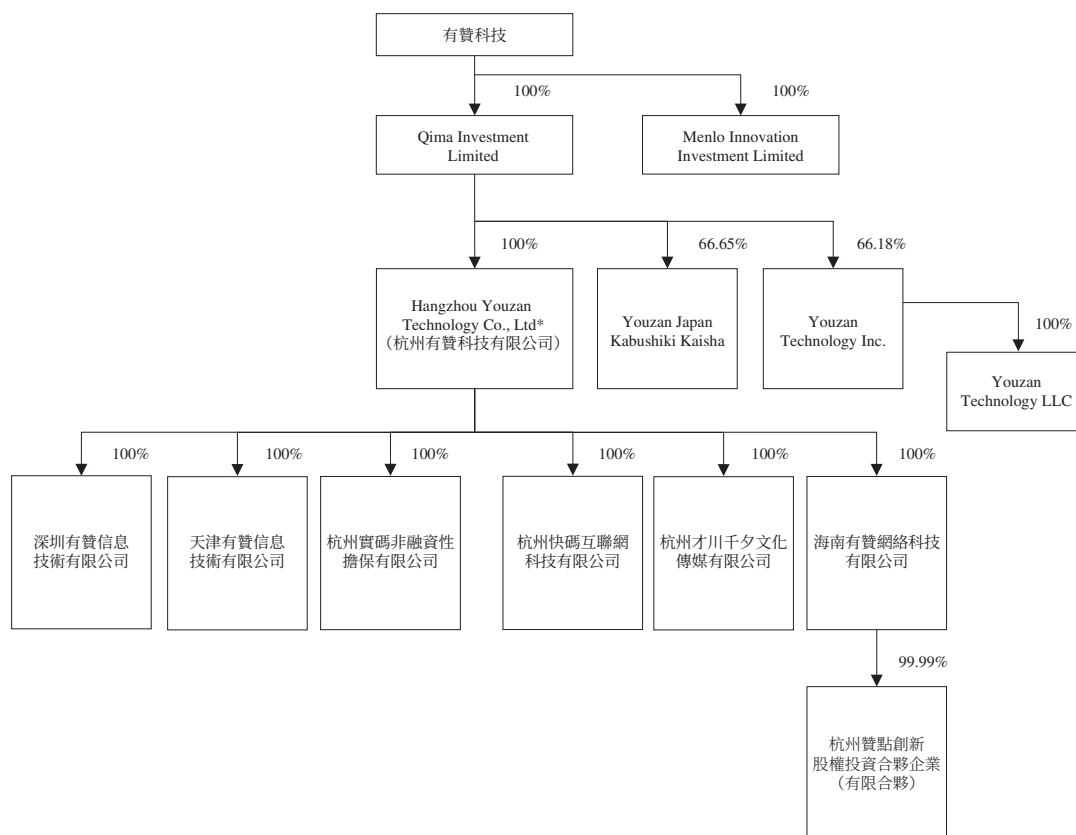 有贊科技
100%
100%
Qima Investment
Limited
Menlo Innovation
Investment Limited
100%
66.65%
66.18%
Hangzhou Youzan
Technology Co., Ltd*
（杭州有贊科技有限公司）
Youzan Japan
Kabushiki Kaisha
Youzan
Technology Inc.
100%
Youzan
Technology LLC
100%
100%
100%
100%
100%
100%
深圳有贊信息
技術有限公司
天津有贊信息
技術有限公司
杭州實碼非融資性
擔保有限公司
杭州快碼互聯網
科技有限公司
杭州才川千夕文化
傳媒有限公司
海南有贊網絡科技
有限公司
99.99%
杭州贊點創新
股權投資合夥企業
（有限合夥）